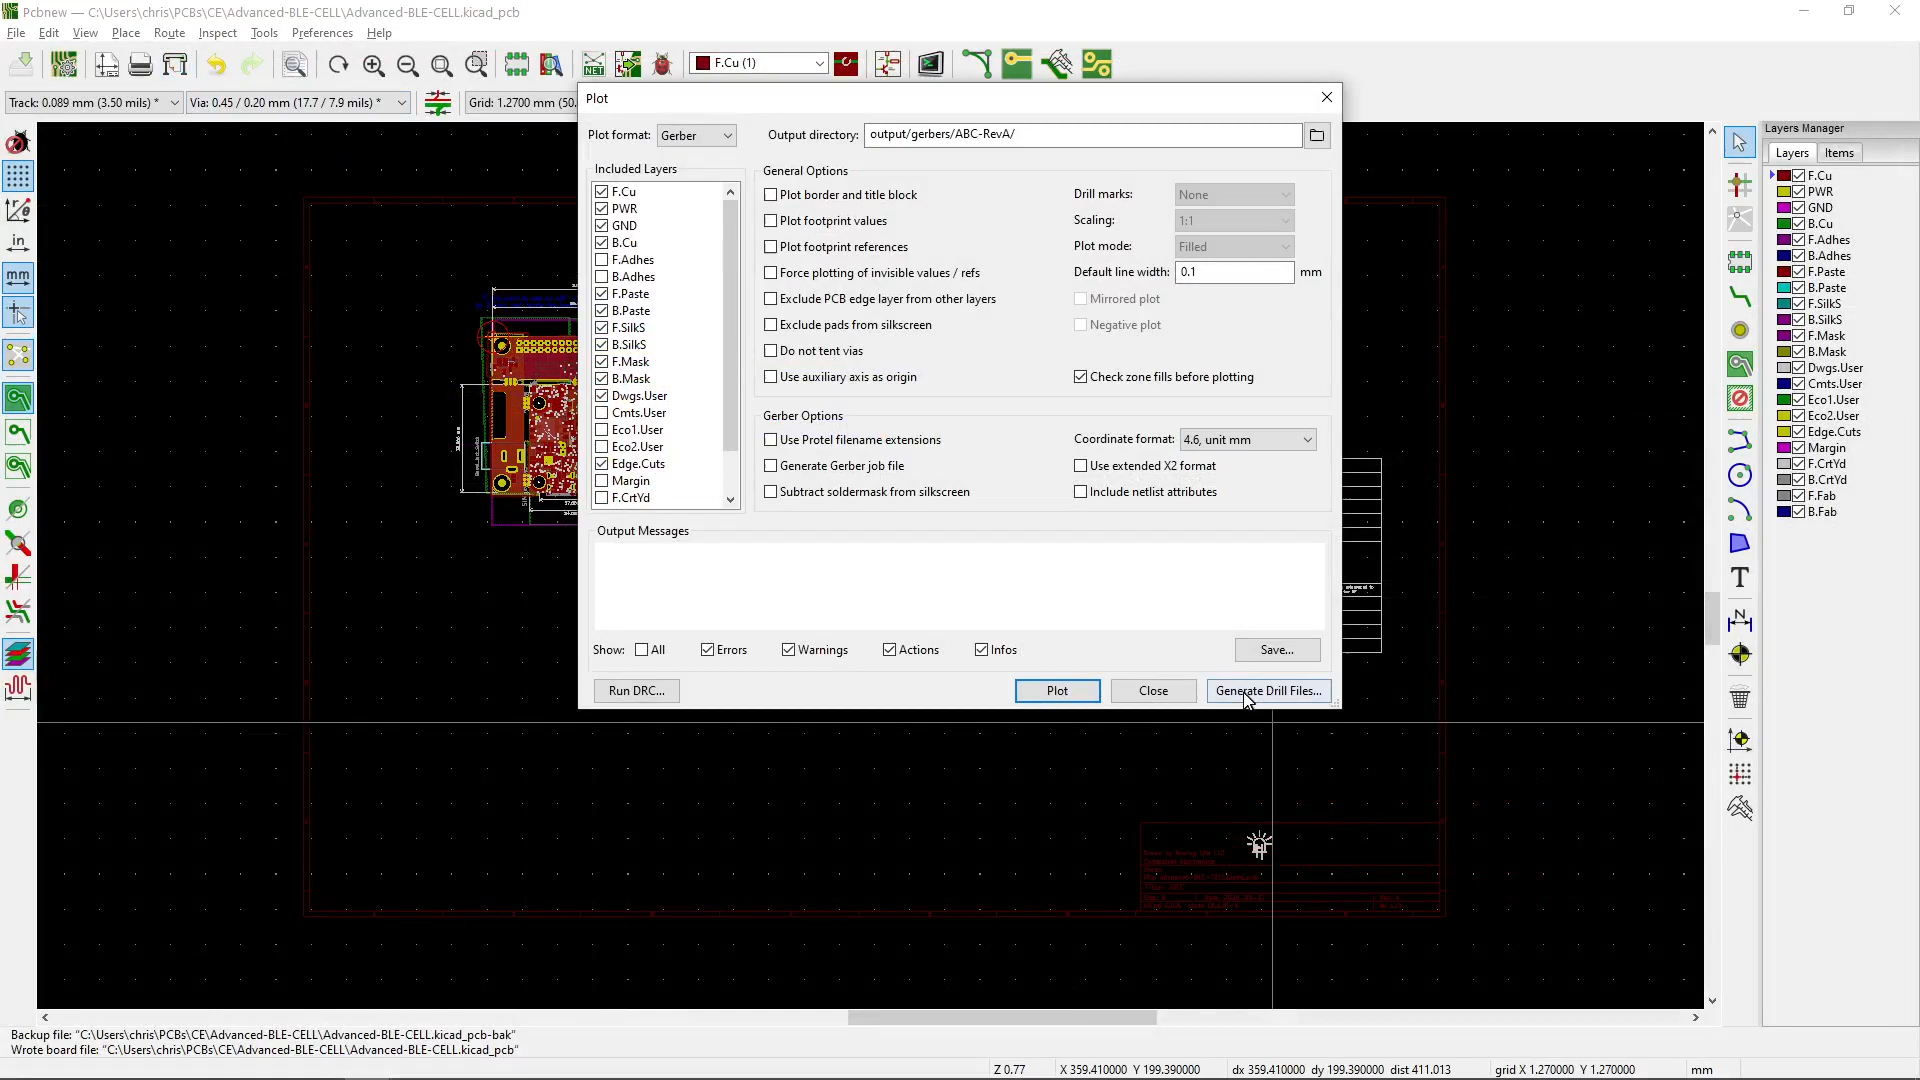 Pcbnew — C:\Users\chris\PCBs\CE\Advanced-BLE-CELL\Advanced-BLE-CELL.kicad_pcb
File Edit View Place Route Inspect Tools Preferences Help
NET
F.Cu (1)
Track: 0.089 mm (3.50 mils) *
Via: 0.45 / 0.20 mm (17.7 / 7.9 mils) *
Grid: 1.2700 mm (50.
in
mm
Plot
Plot format: Gerber
Output directory: output/gerbers/ABC-RevA/
Included Layers
F.Cu
PWR
GND
B.Cu
F.Adhes
B.Adhes
F.Paste
B.Paste
F.SilkS
B.SilkS
F.Mask
B.Mask
Dwgs.User
Cmts.User
Eco1.User
Eco2.User
Edge.Cuts
Margin
F.CrtYd
General Options
Plot border and title block
Plot footprint values
Plot footprint references
Force plotting of invisible values / refs
Exclude PCB edge layer from other layers
Exclude pads from silkscreen
Do not tent vias
Use auxiliary axis as origin
Drill marks: None
Scaling: 1:1
Plot mode: Filled
Default line width: 0.1 mm
Mirrored plot
Negative plot
Check zone fills before plotting
Gerber Options
Use Protel filename extensions
Generate Gerber job file
Subtract soldermask from silkscreen
Coordinate format: 4.6, unit mm
Use extended X2 format
Include netlist attributes
Output Messages
Show: All Errors Warnings Actions Infos
Save...
Run DRC...
Plot
Close
Generate Drill Files...
Layers Manager
Layers Items
F.Cu
PWR
GND
B.Cu
F.Adhes
B.Adhes
F.Paste
B.Paste
F.SilkS
B.SilkS
F.Mask
B.Mask
Dwgs.User
Cmts.User
Eco1.User
Eco2.User
Edge.Cuts
Margin
F.CrtYd
B.CrtYd
F.Fab
B.Fab
T
N
Backup file: "C:\Users\chris\PCBs\CE\Advanced-BLE-CELL\Advanced-BLE-CELL.kicad_pcb-bak"
Wrote board file: "C:\Users\chris\PCBs\CE\Advanced-BLE-CELL\Advanced-BLE-CELL.kicad_pcb"
Z 0.77
X 359.410000 Y 199.390000
dx 359.410000 dy 199.390000 dist 411.013
grid X 1.270000 Y 1.270000
mm